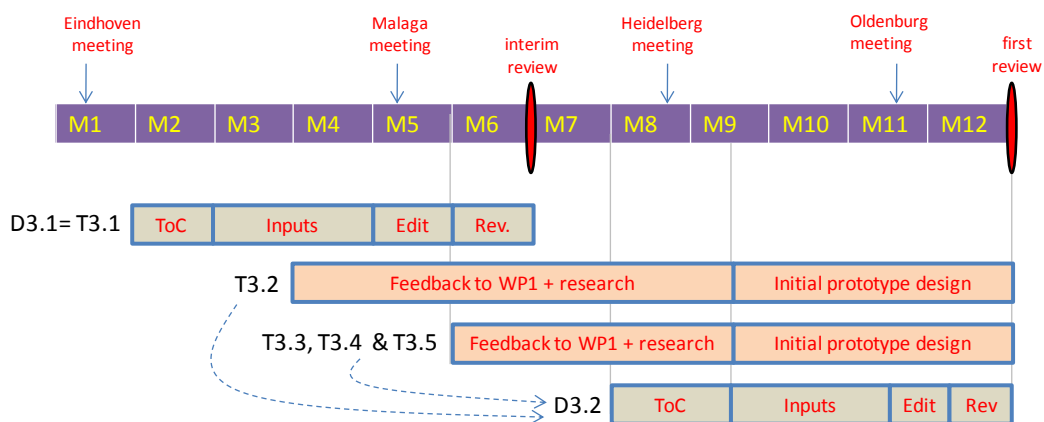 Eindhoven
meeting
Malaga
meeting
interim
review
Heidelberg
meeting
Oldenburg
meeting
first
review
M1 M2 M3 M4 M5 M6 M7 M8 M9 M10 M11 M12
D3.1= T3.1 ToC Inputs Edit Rev.
T3.2 Feedback to WP1 + research Initial prototype design
T3.3, T3.4 & T3.5 Feedback to WP1 + research Initial prototype design
D3.2 ToC Inputs Edit Rev